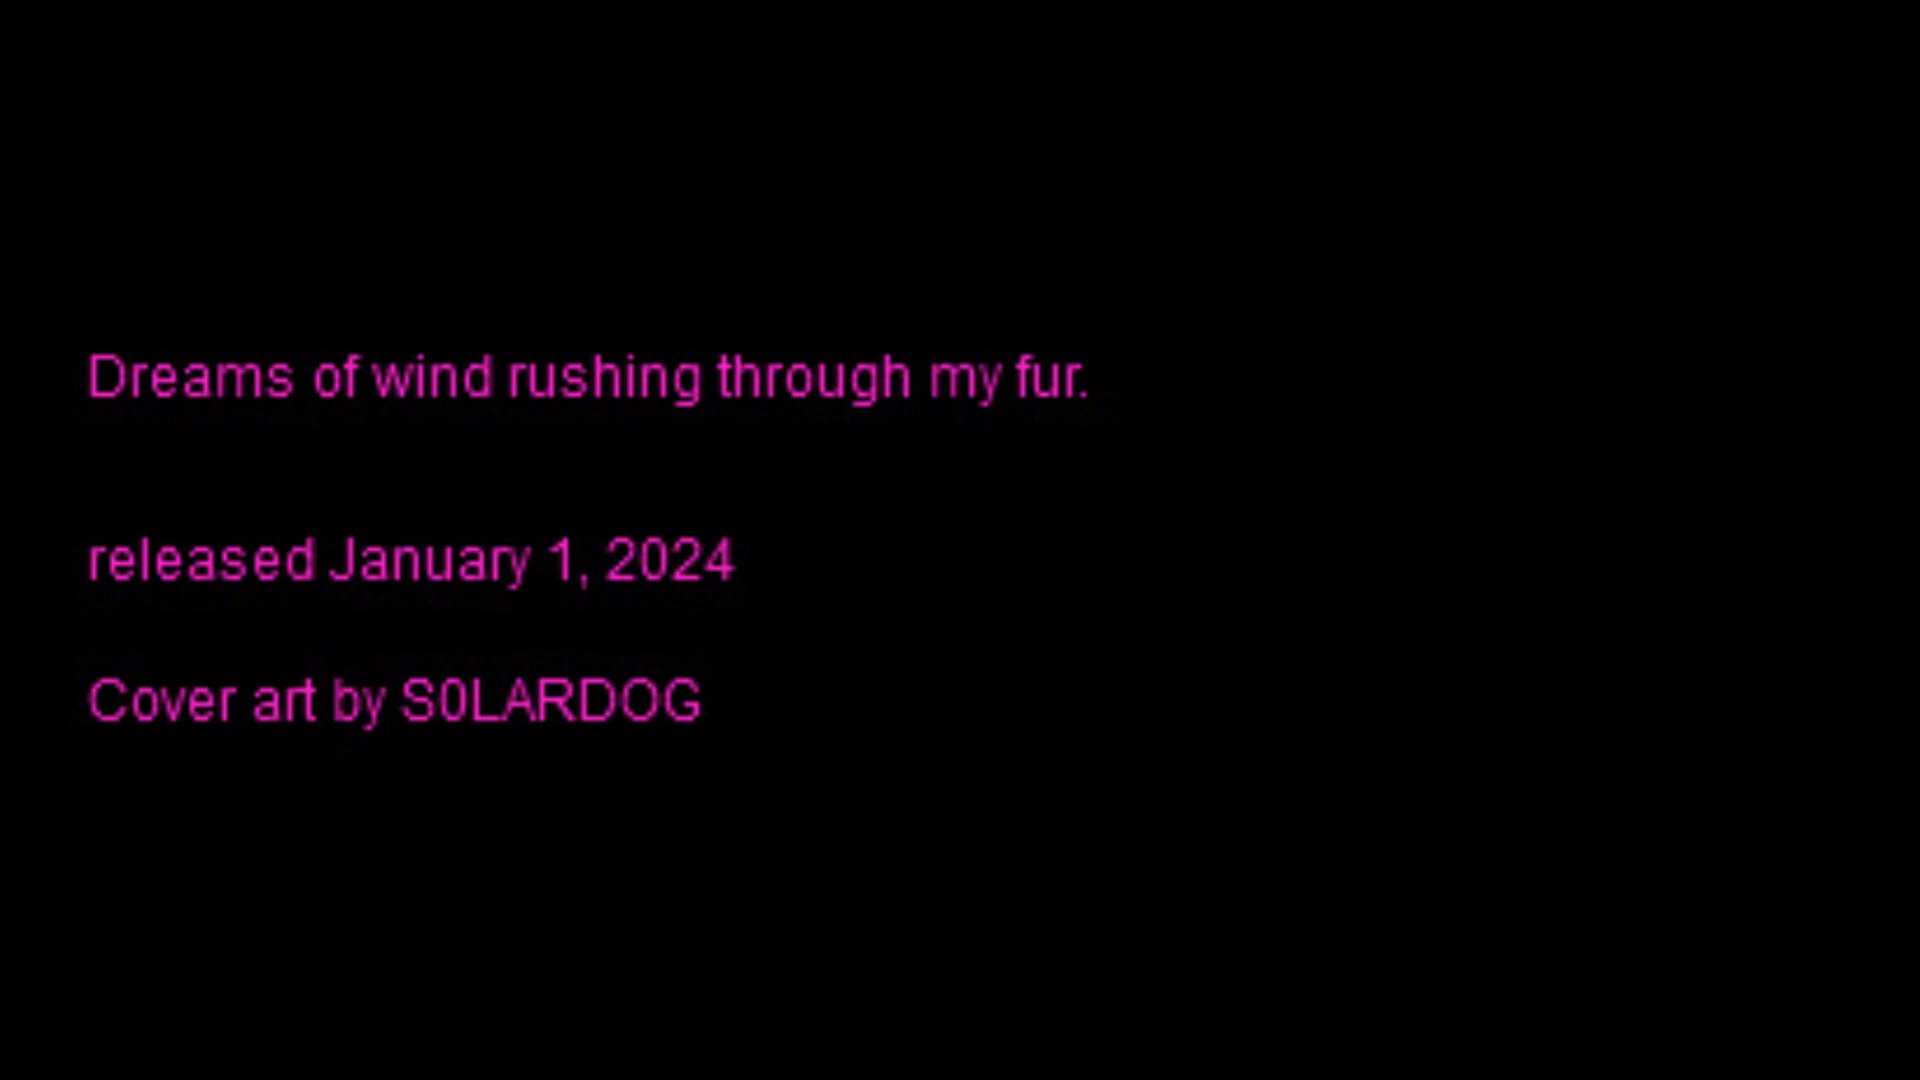 Dreams of wind rushing through my fur.
released January 1, 2024
Cover art by S0LARDOG